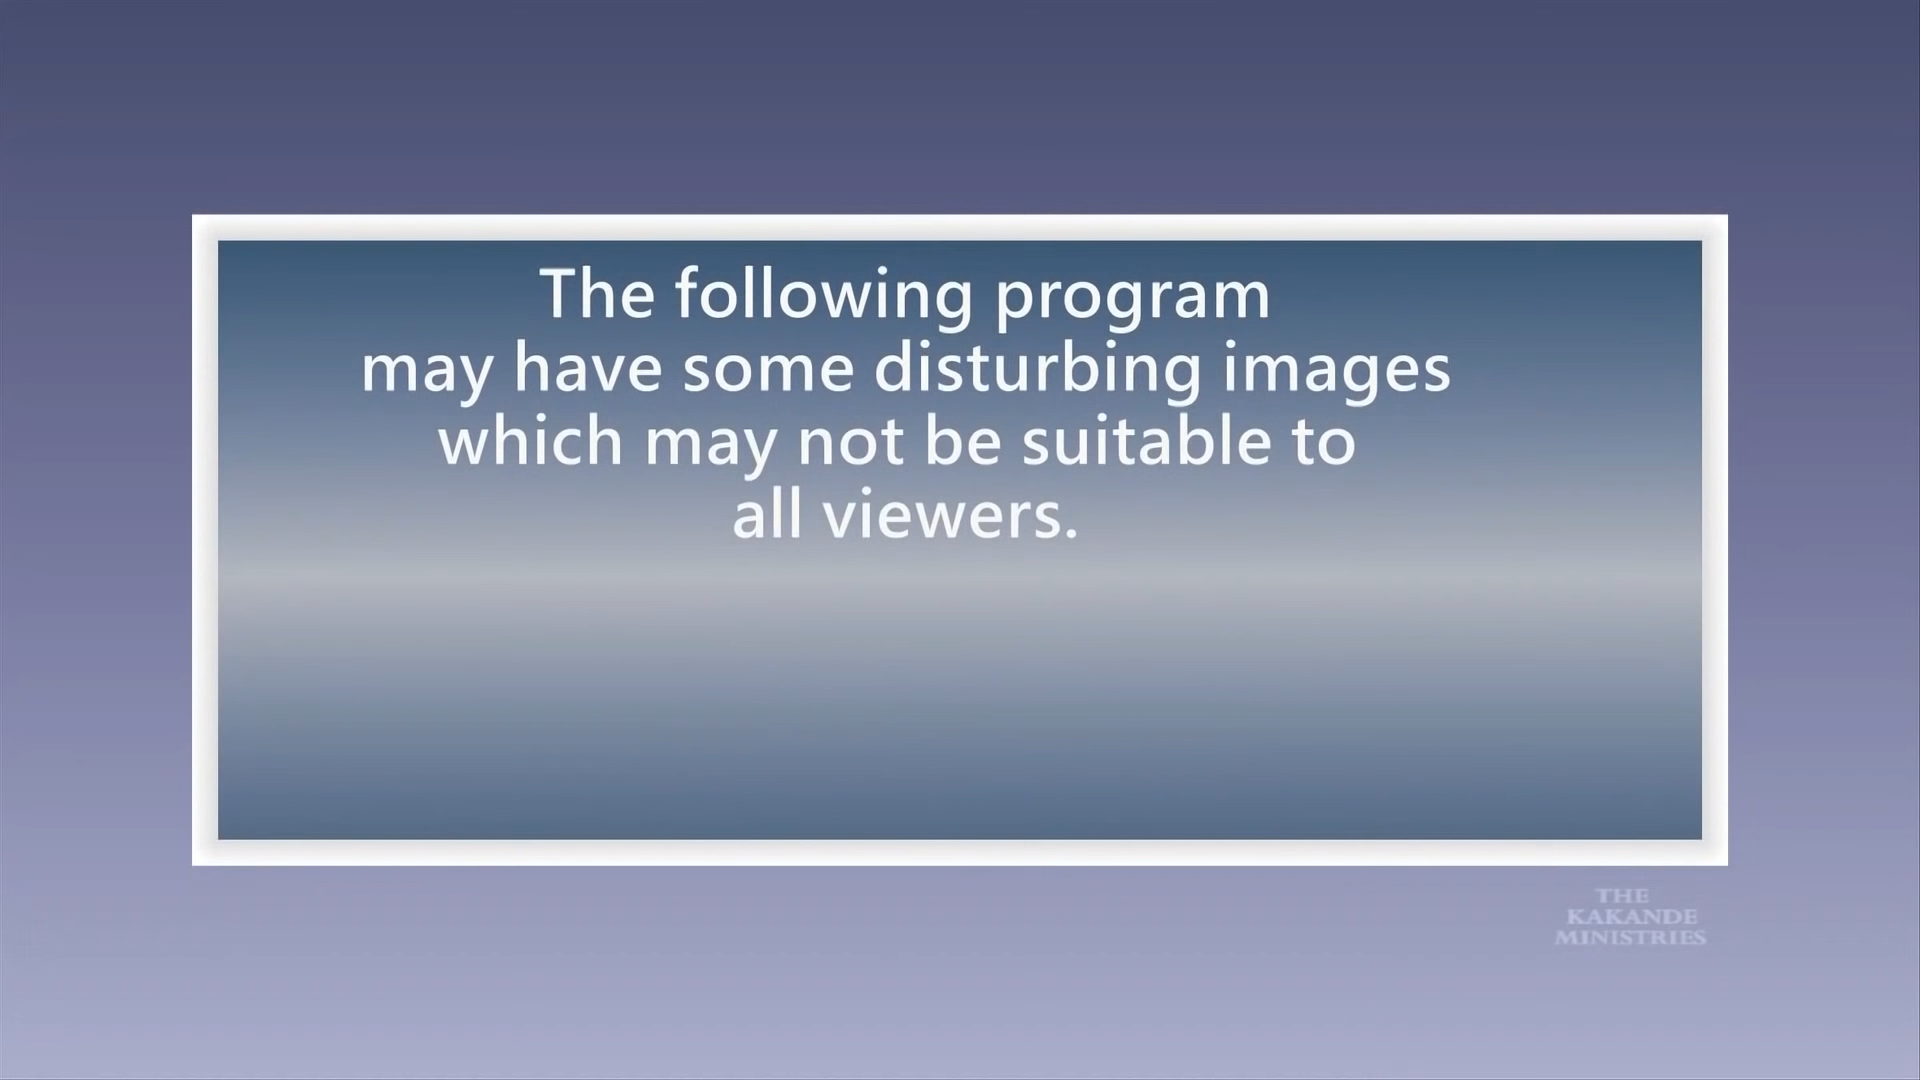 The following program
may have some disturbing images
which may not be suitable to
all viewers.
THE
KAKANDE
MINISTRIES